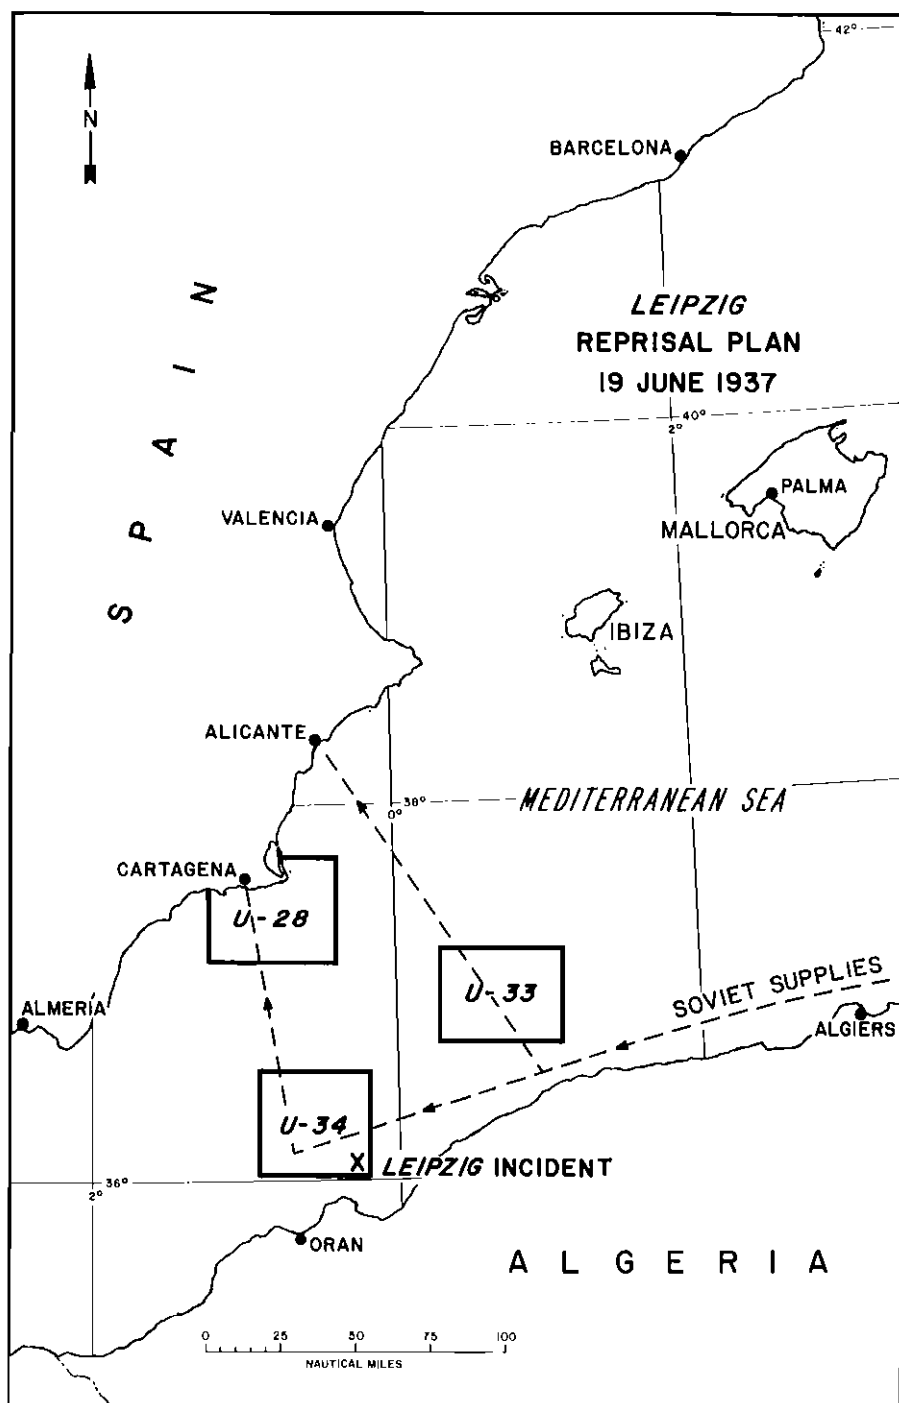 42°
N
BARCELONA
SPAIN
LEIPZIG
REPRISAL PLAN
19 JUNE 1937
40°
2°
PALMA
VALENCIA
MALLORCA
IBIZA
ALICANTE
38°
0°
MEDITERRANEAN SEA
CARTAGENA
U-28
U-33
SOVIET SUPPLIES
ALMERIA
ALGIERS
U-34
X LEIPZIG INCIDENT
36°
2°
ORAN
ALGERIA
0 25 50 75 100
NAUTICAL MILES